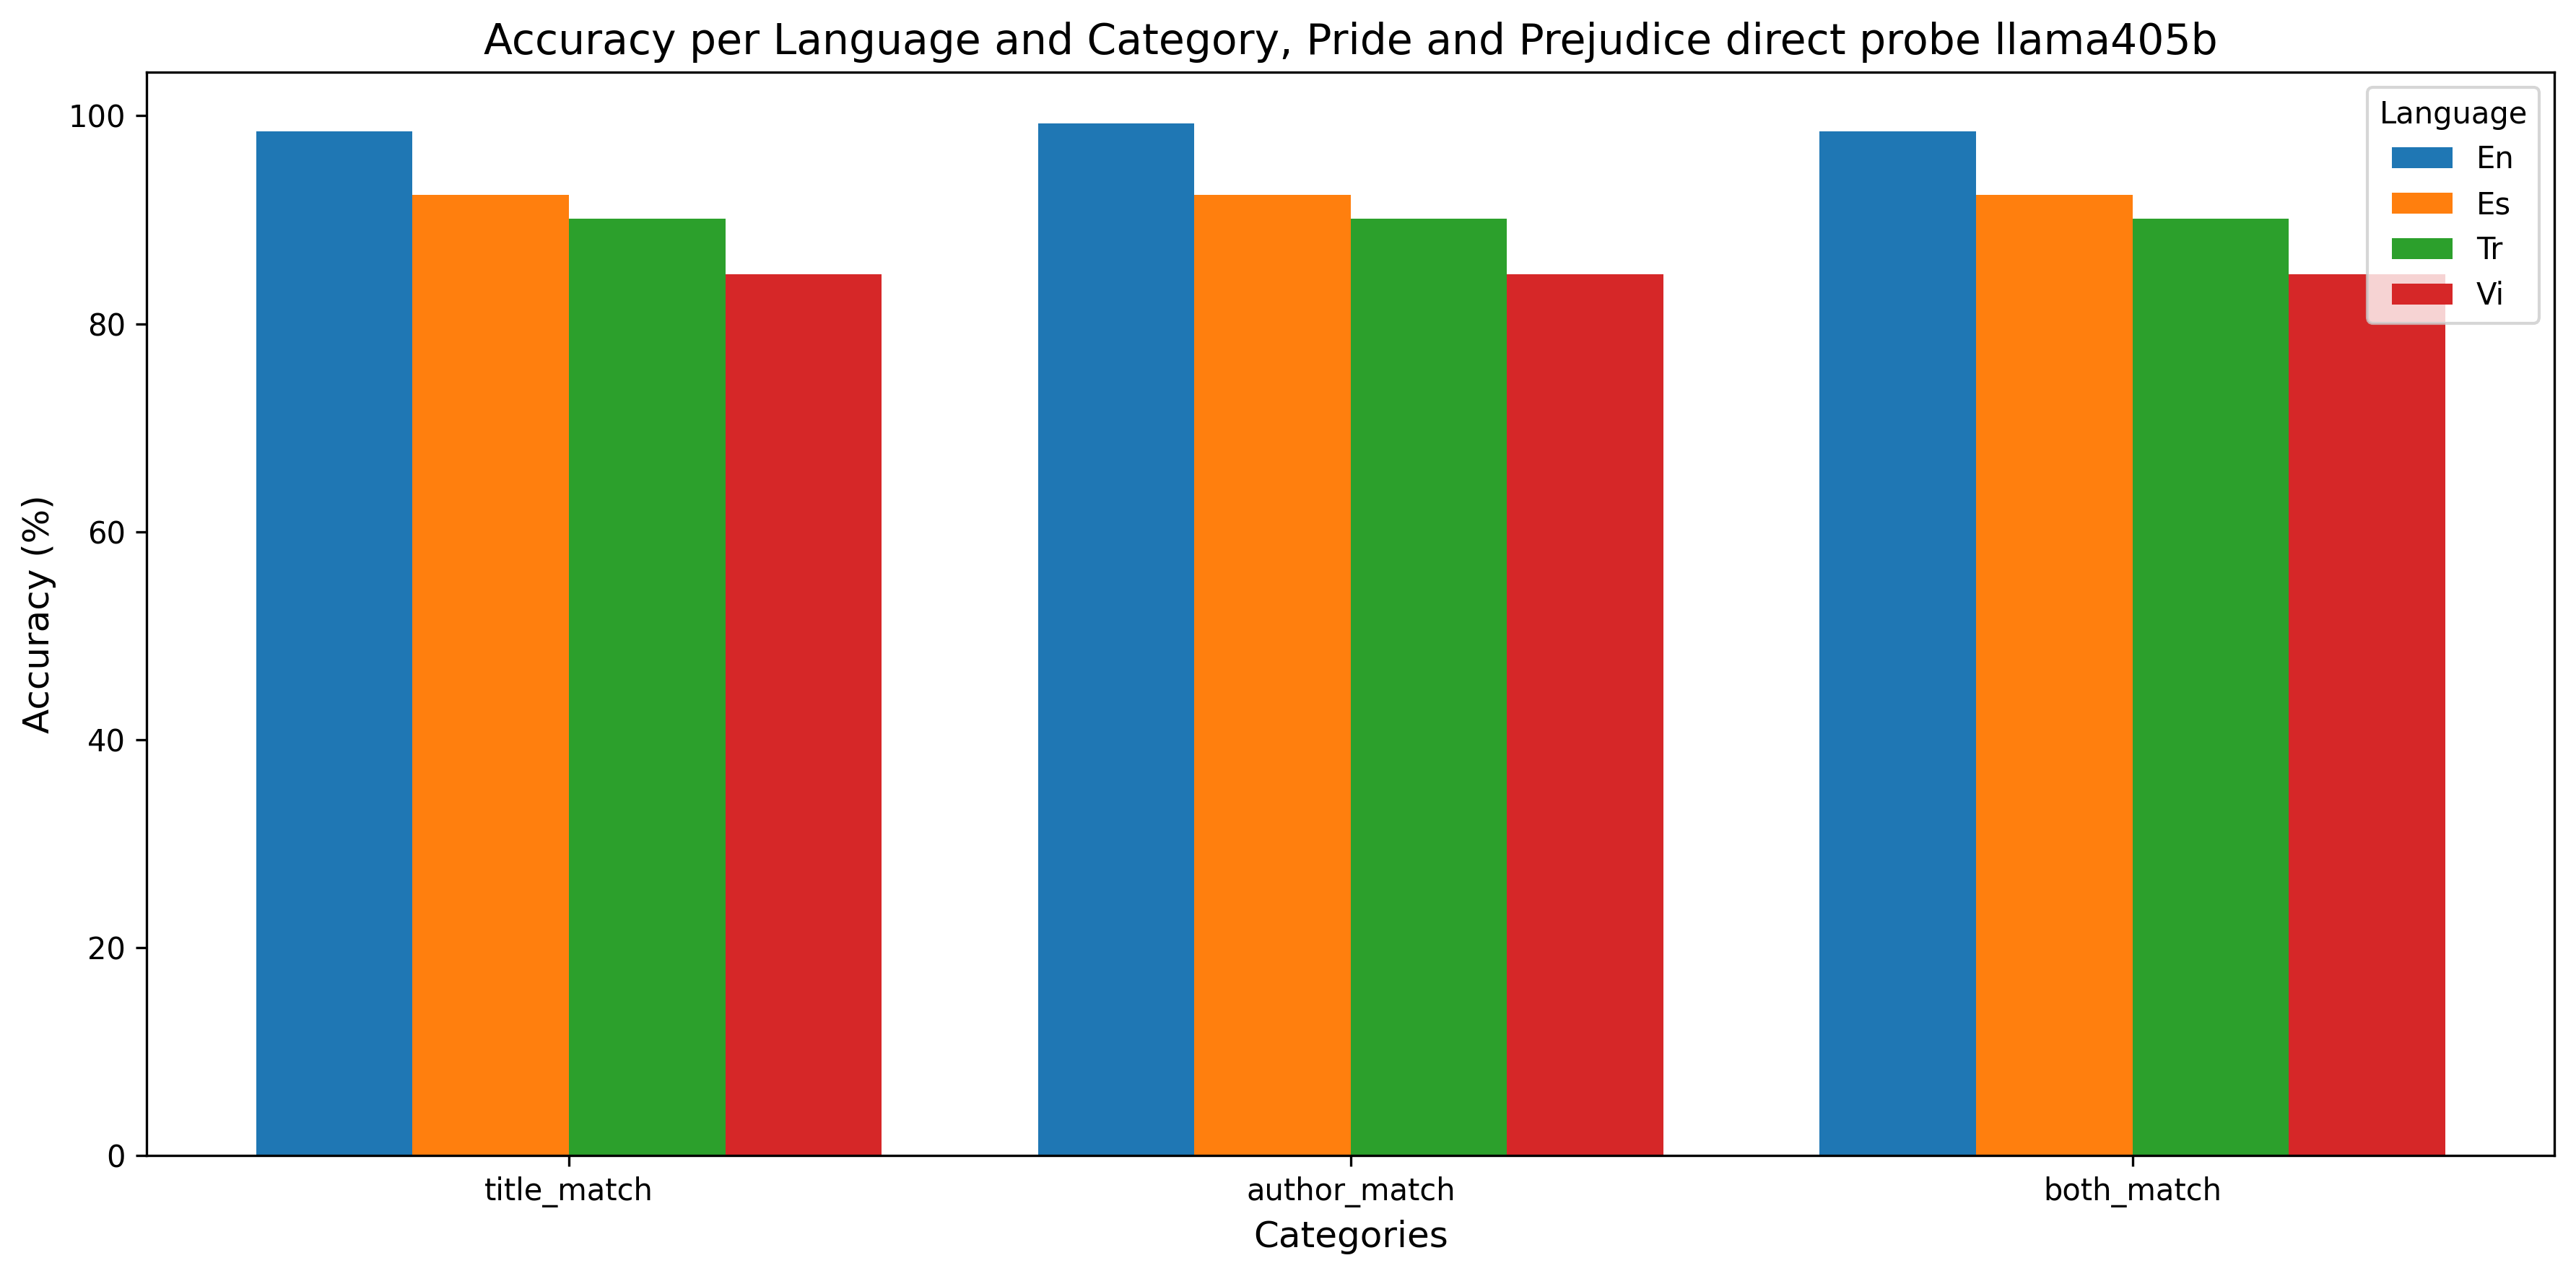 Accuracy per Language and Category, Pride and Prejudice direct probe llama405b
Accuracy (%)
100
80
60
40
20
0
Language
En
Es
Tr
Vi
title_match
author_match
both_match
Categories